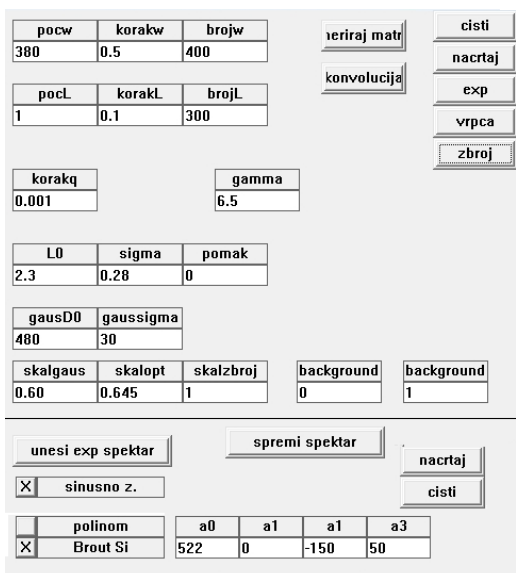 pocw korakw brojw
380 0.5 400
neriraj matr
konvolucija
cisti
nacrtaj
exp
vrpca
zbroj
pocL korakL brojL
1 0.1 300
korakq gamma
0.001 6.5
L0 sigma pomak
2.3 0.28 0
gausD0 gaussigma
480 30
skalgaus skalopt skalzbroj background background
0.60 0.645 1 0 1
unesi exp spektar
spremi spektar
nacrtaj
cisti
X sinusno z.
polinom a0 a1 a1 a3
X Brout Si 522 0 -150 50